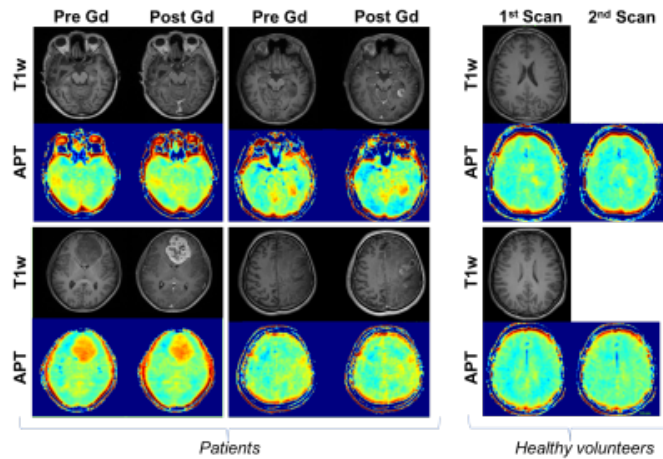 Pre Gd Post Gd Pre Gd Post Gd 1st Scan 2nd Scan
T1w T1w
APT APT
T1w T1w
APT APT
Patients Healthy volunteers